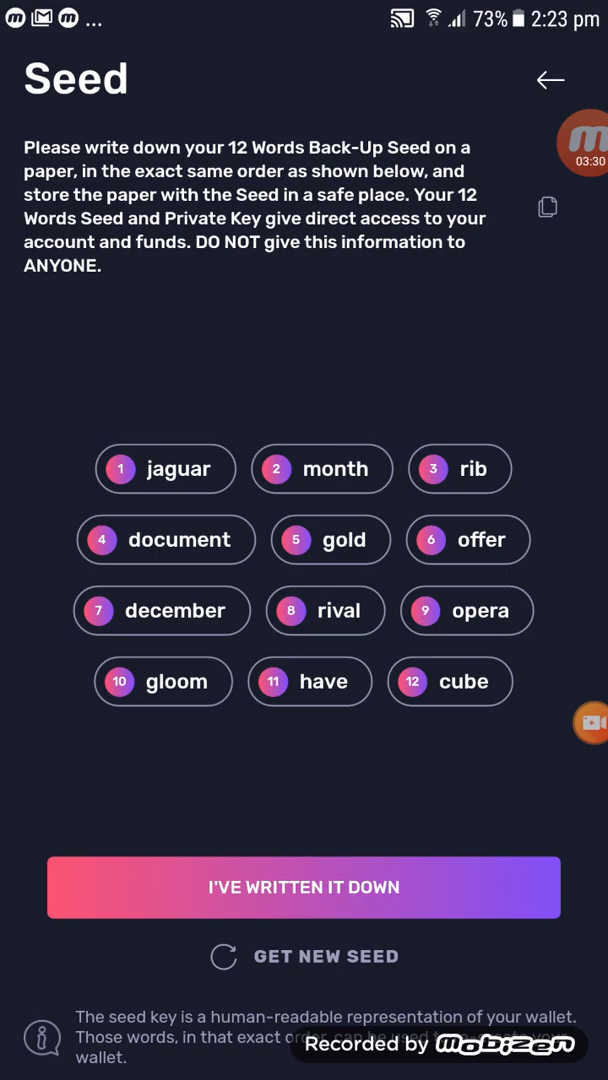 73% 2:23 pm
Seed
Please write down your 12 Words Back-Up Seed on a
paper, in the exact same order as shown below, and
store the paper with the Seed in a safe place. Your 12
Words Seed and Private Key give direct access to your
account and funds. DO NOT give this information to
ANYONE.
03:30
1 jaguar 2 month 3 rib
4 document 5 gold 6 offer
7 december 8 rival 9 opera
10 gloom 11 have 12 cube
I'VE WRITTEN IT DOWN
GET NEW SEED
The seed key is a human-readable representation of your wallet.
Those words, in that exact order, can be used your
wallet.
Recorded by mobizen